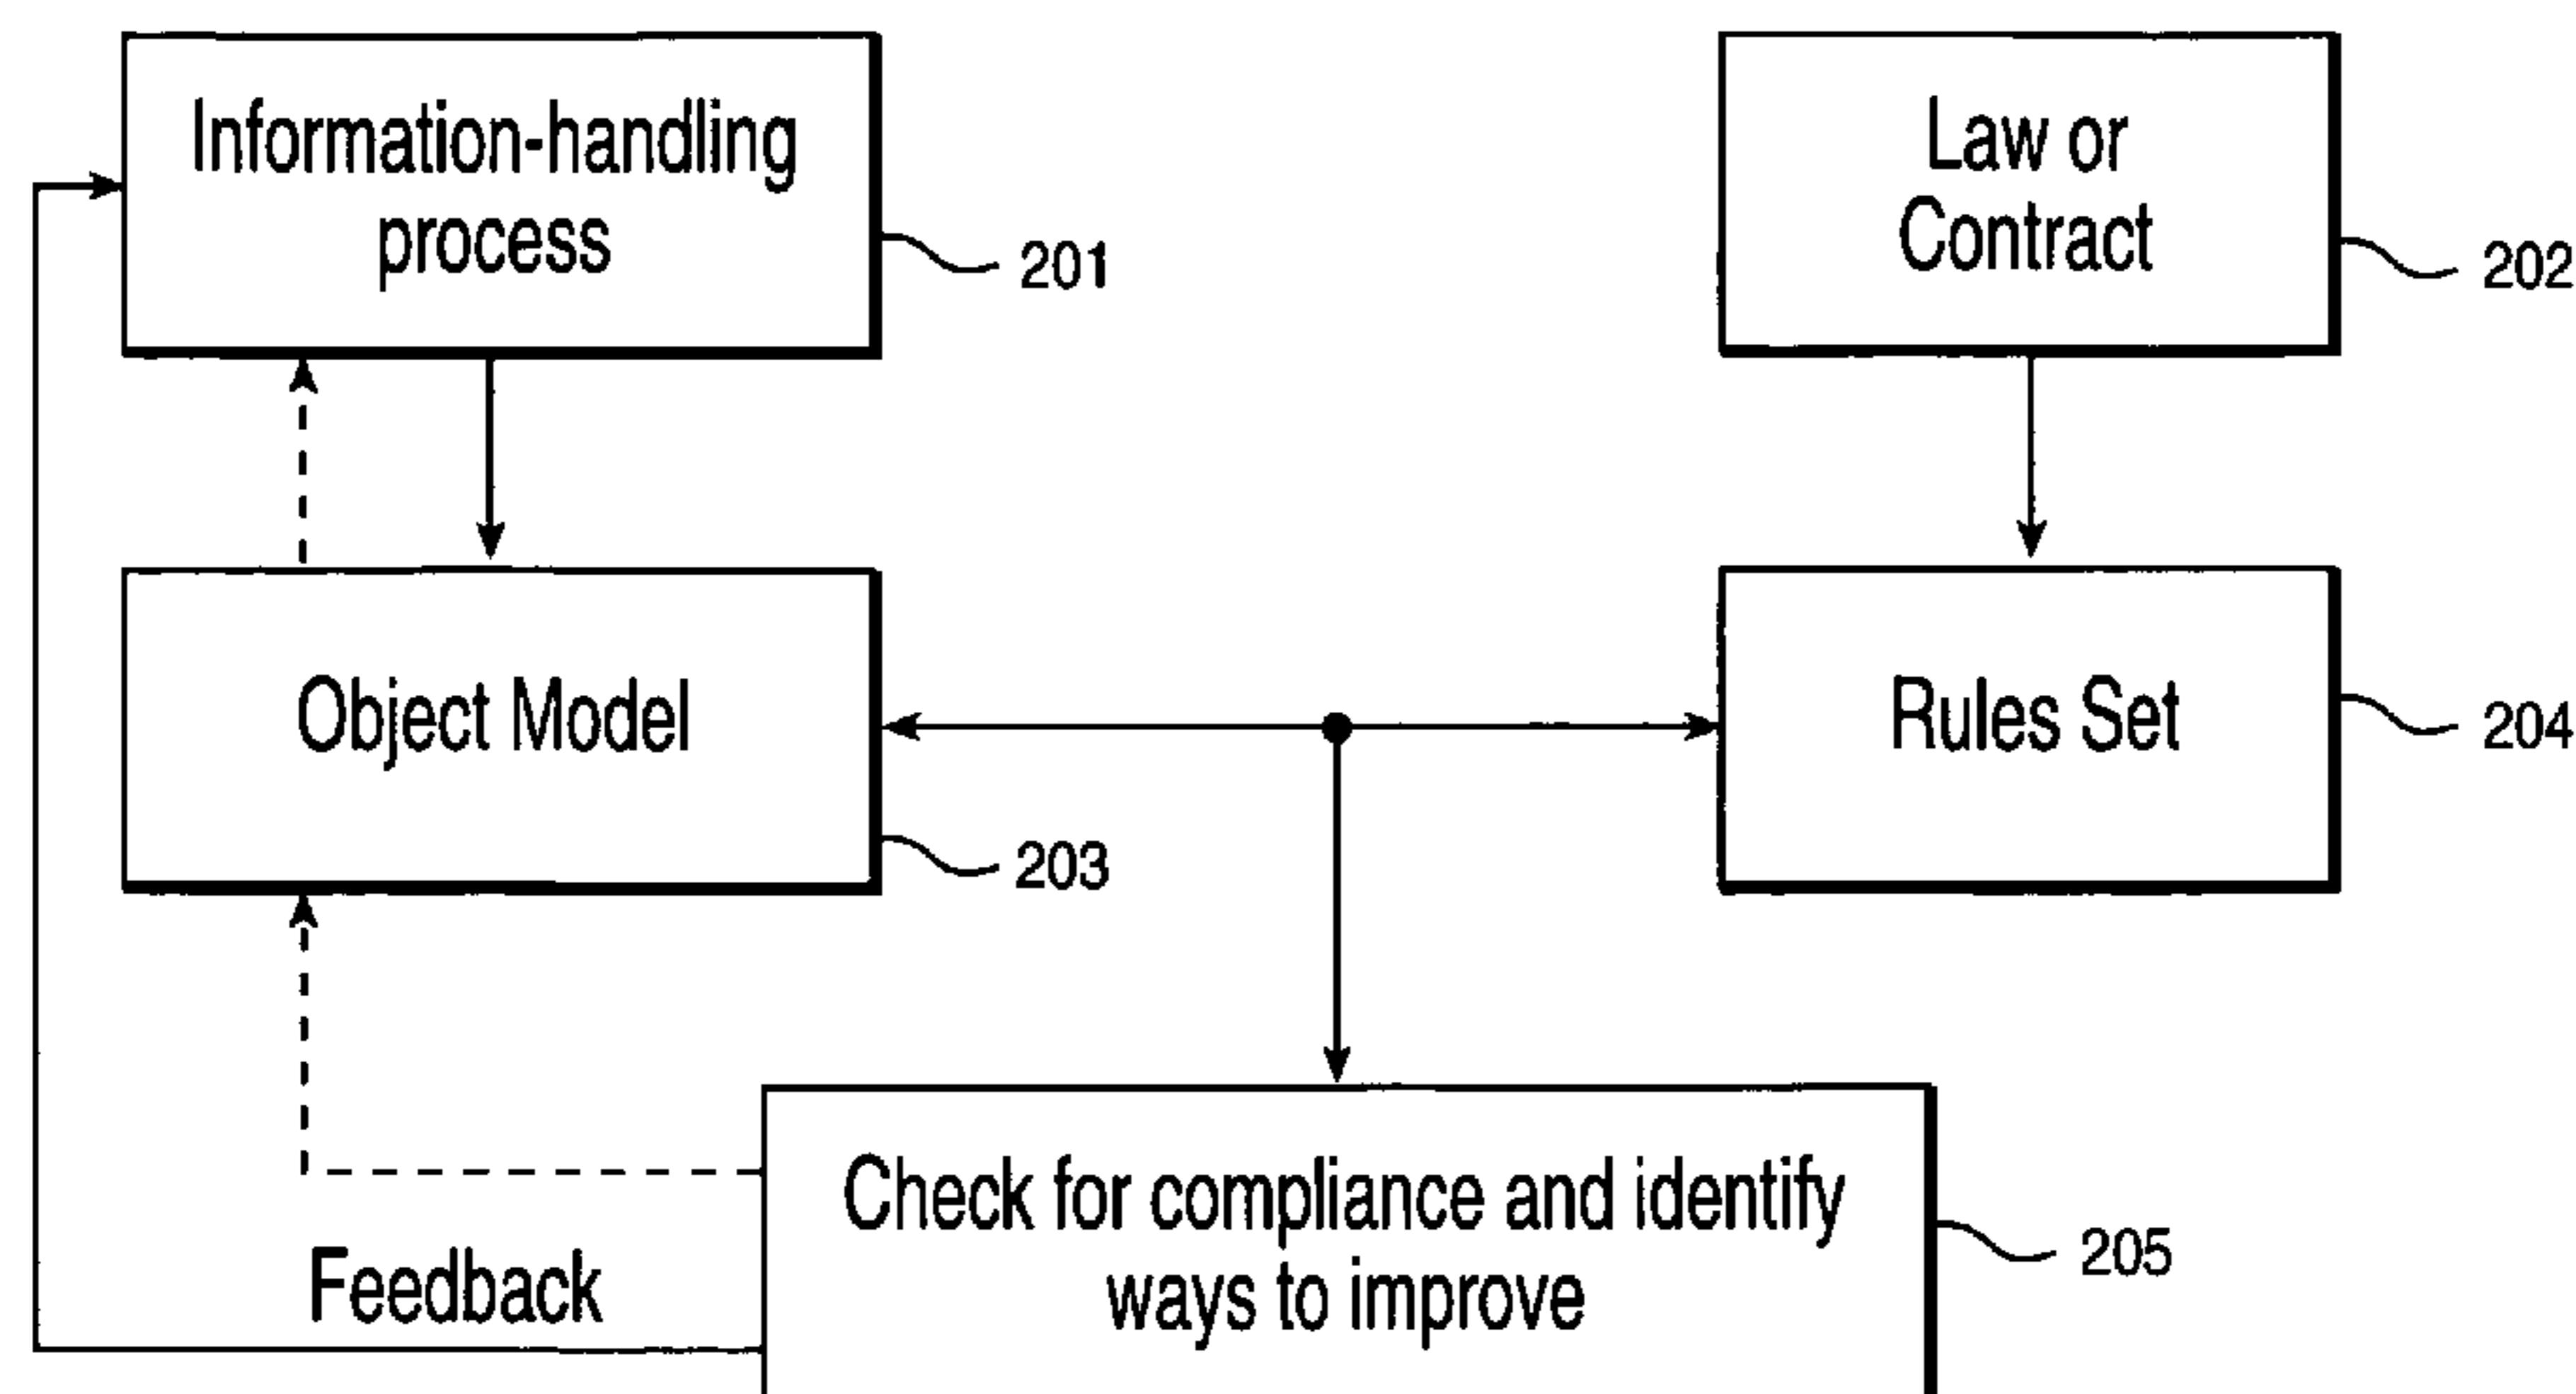 Information-handling
process
201
Law or
Contract
202
Object Model
203
Rules Set
204
Check for compliance and identify
ways to improve
205
Feedback